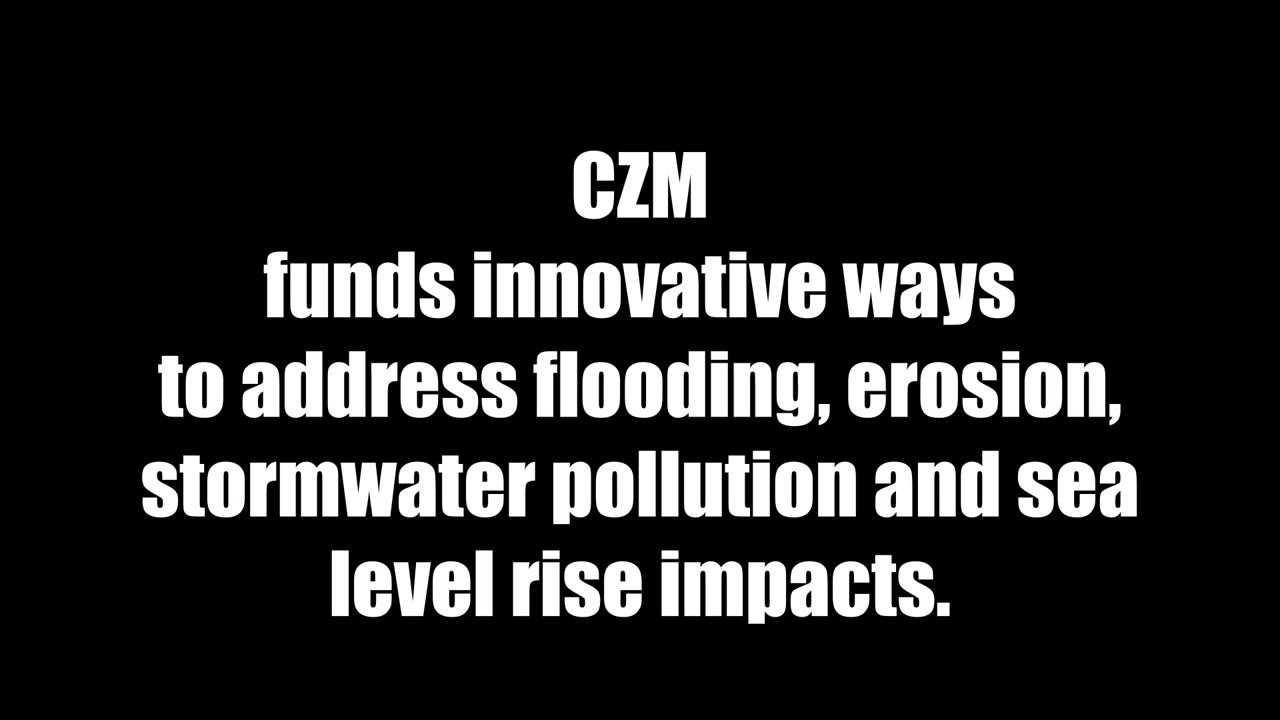 CZM
funds innovative ways
to address flooding, erosion,
stormwater pollution and sea
level rise impacts.